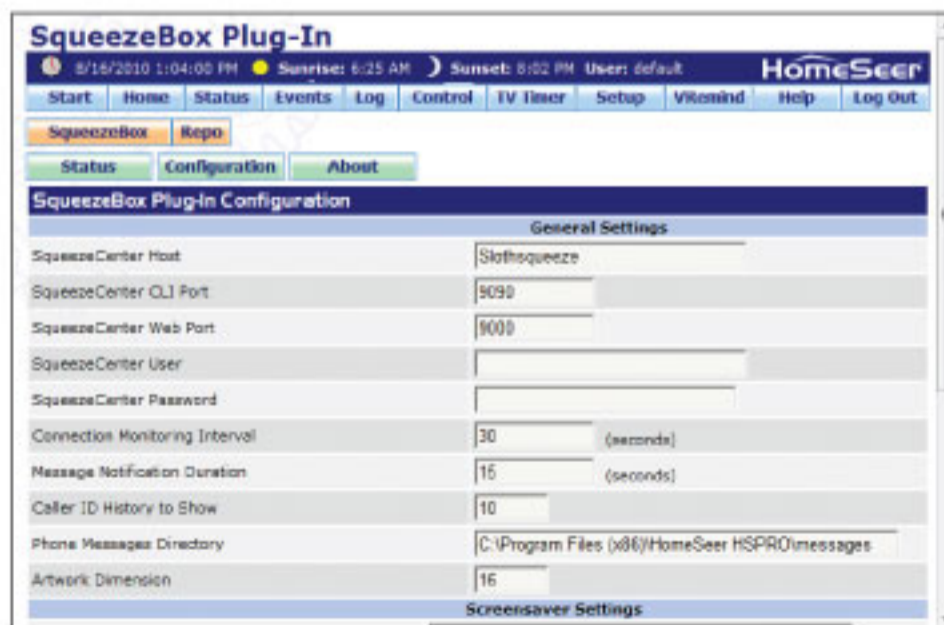 SqueezeBox Plug-In
8/16/2010 1:04:00 PM Sunrise: 6:25 AM Sunset: 8:02 PM User: default HomeSeer
Start Home Status Events Log Control TV Timer Setup VRemind Help Log Out
SqueezeBox Repo
Status Configuration About
SqueezeBox Plug-In Configuration
General Settings
SqueezeCenter Host Slothsqueeze
SqueezeCenter CLI Port 9090
SqueezeCenter Web Port 9000
SqueezeCenter User
SqueezeCenter Password
Connection Monitoring Interval 30 (seconds)
Message Notification Duration 15 (seconds)
Caller ID History to Show 10
Phone Messages Directory C:\Program Files (x86)\HomeSeer HSPRO\messages
Artwork Dimension 16
Screensaver Settings